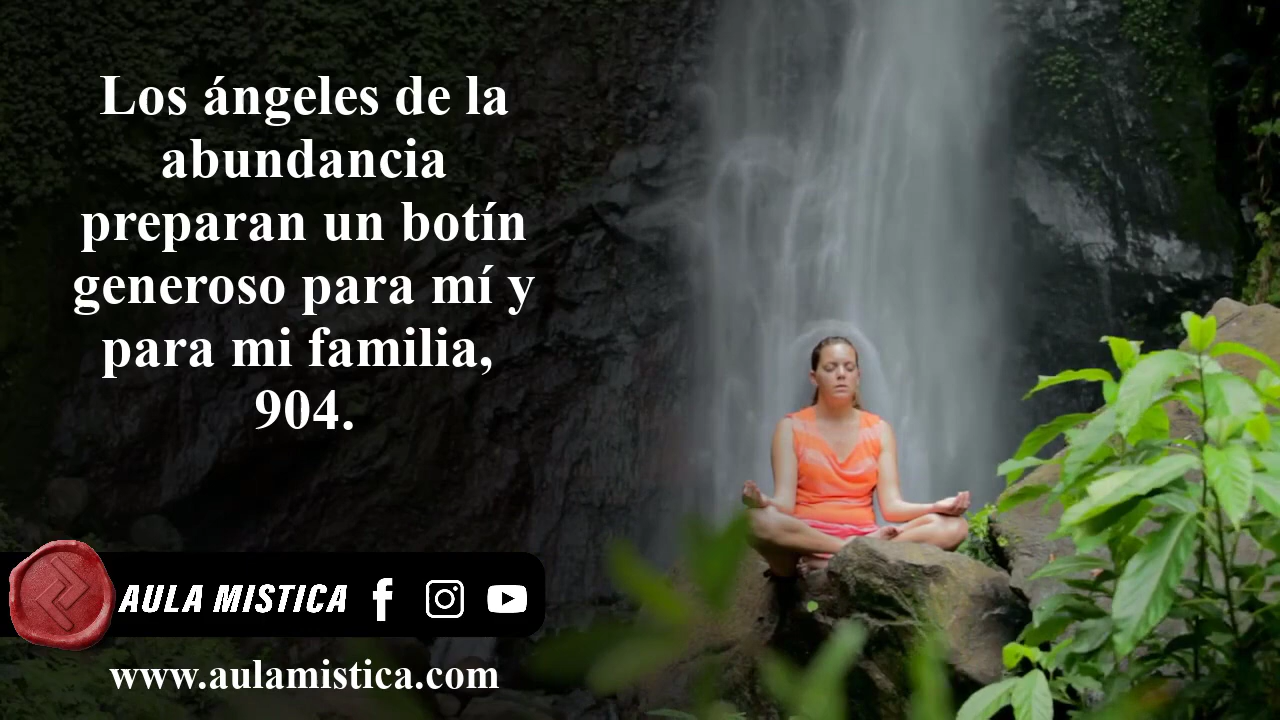 Los ángeles de la
abundancia
preparan un botín
generoso para mí y
para mi familia,
904.
AULA MISTICA
www.aulamistica.com